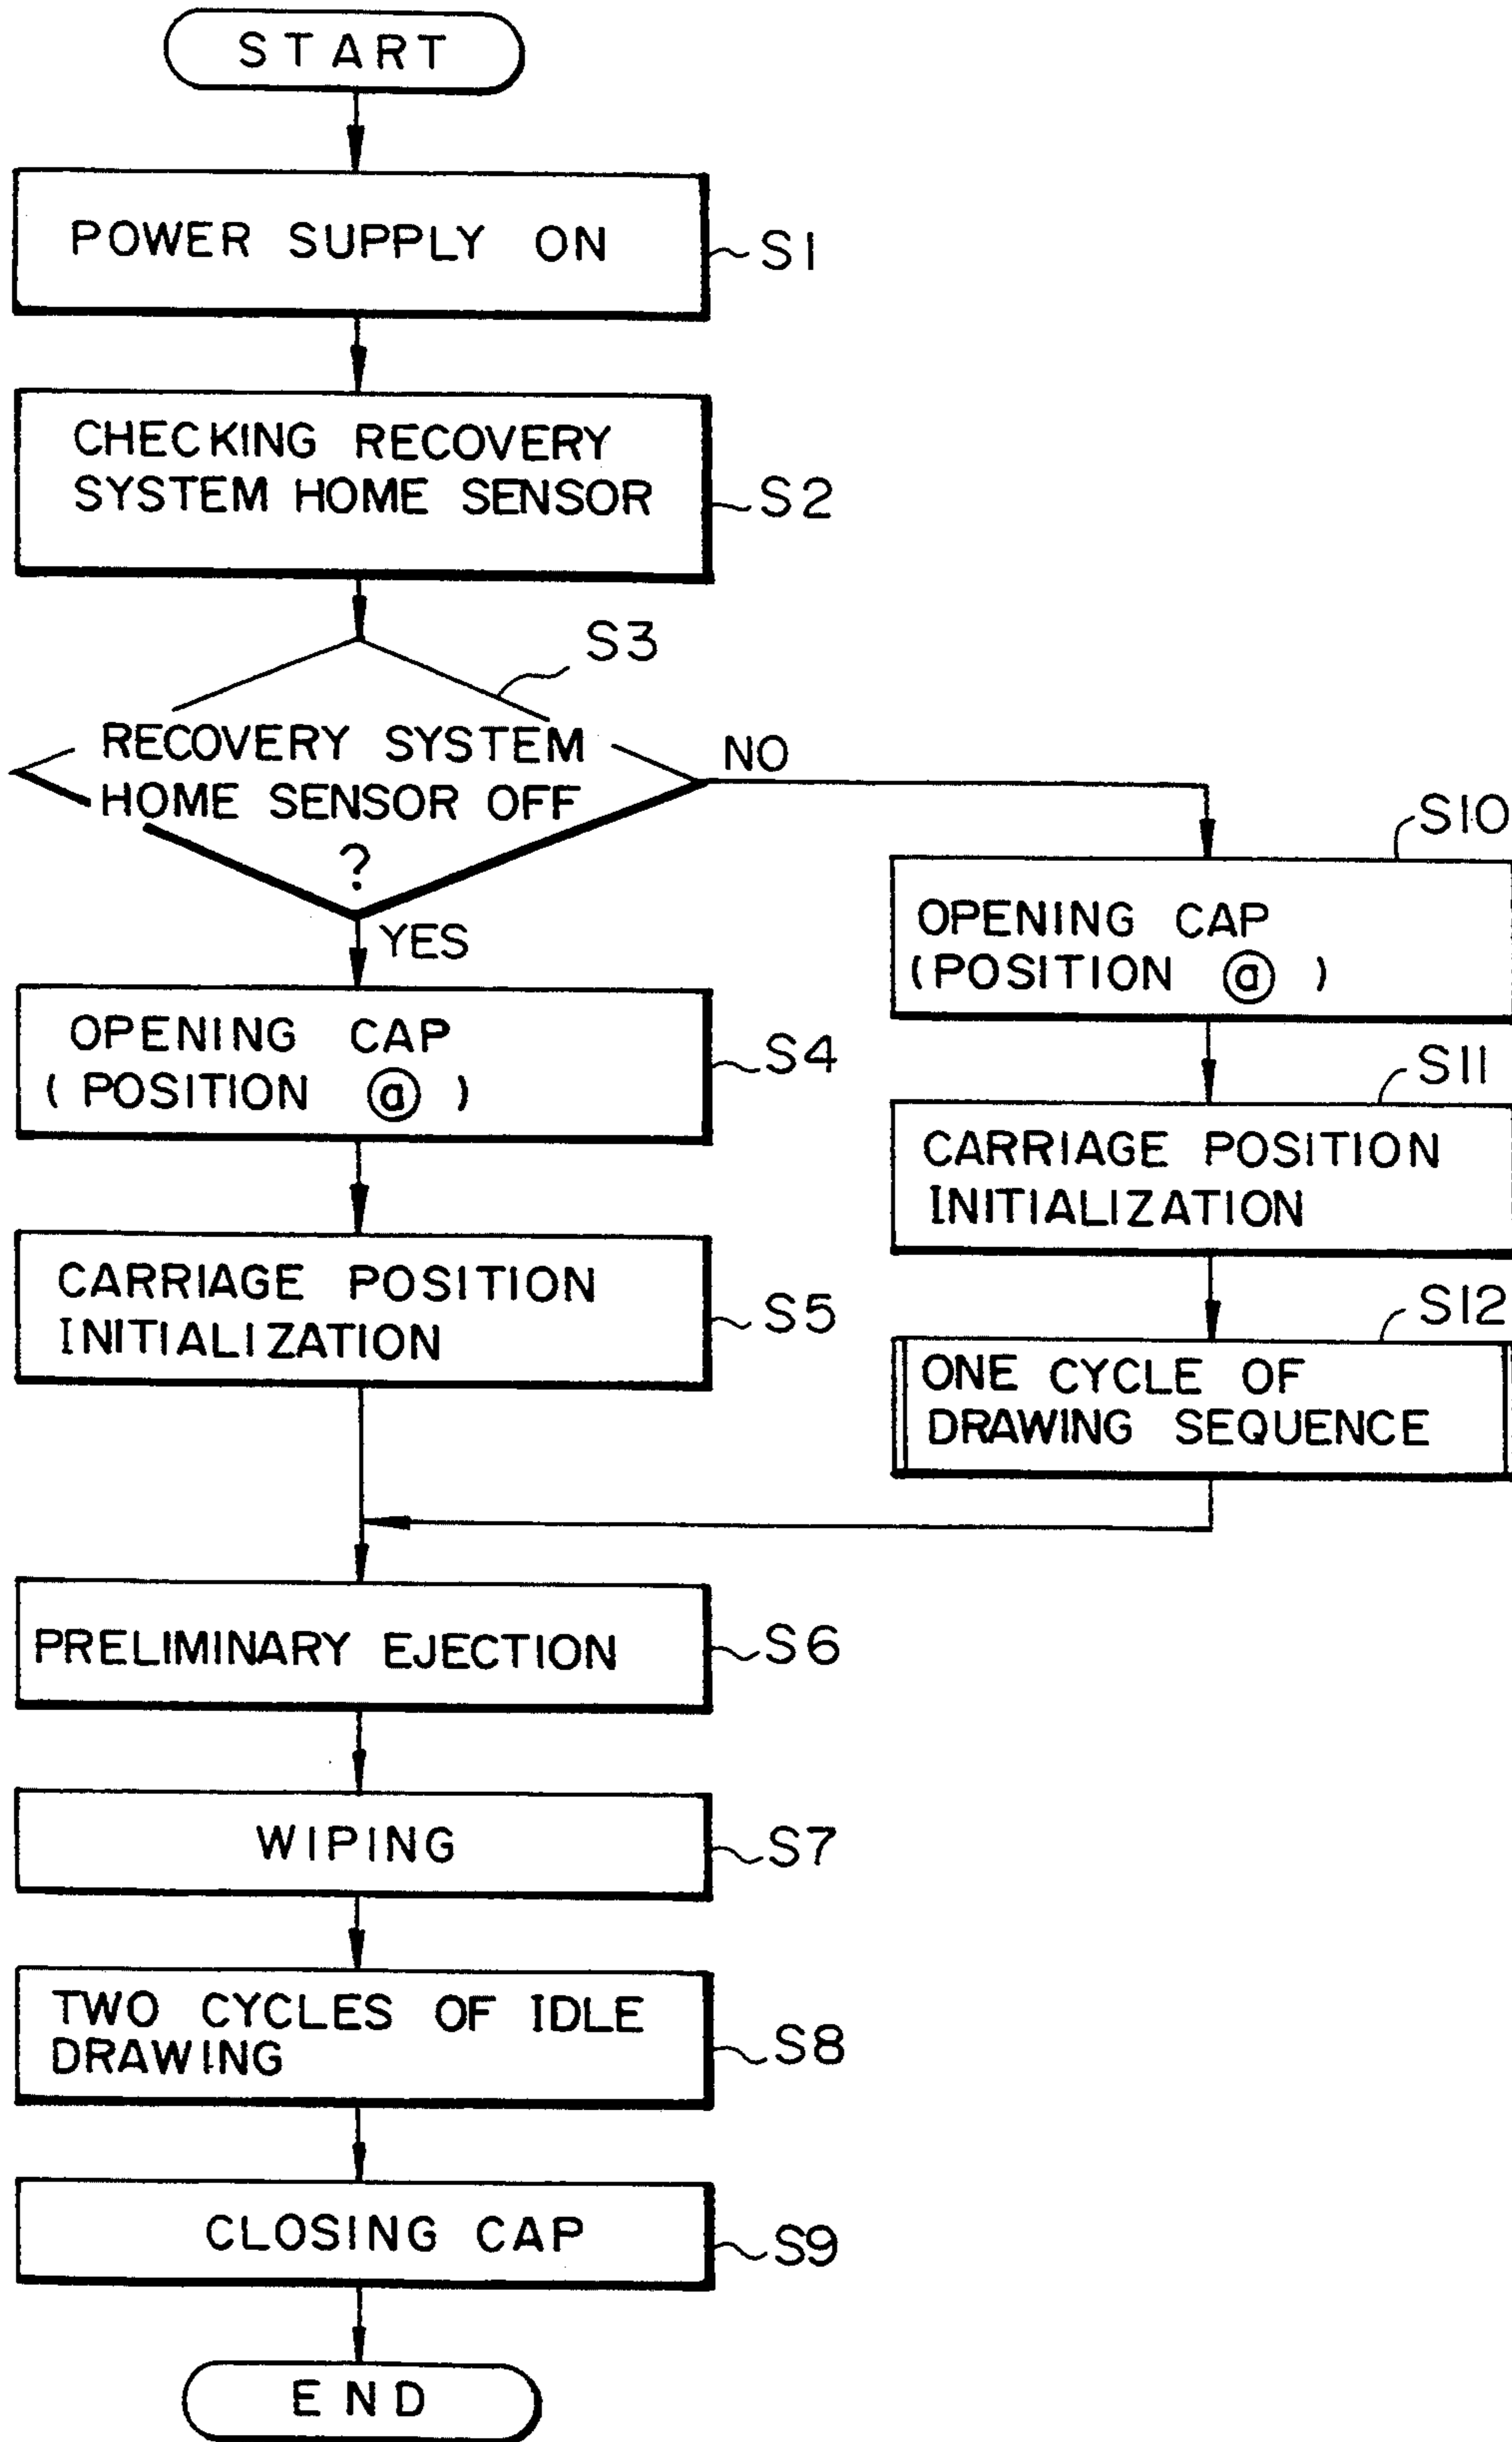 START
POWER SUPPLY ON
S1
CHECKING RECOVERY
SYSTEM HOME SENSOR
S2
S3
RECOVERY SYSTEM
HOME SENSOR OFF
?
NO
YES
OPENING CAP
(POSITION ⓐ)
S4
CARRIAGE POSITION
INITIALIZATION
S5
S10
OPENING CAP
(POSITION ⓐ)
S11
CARRIAGE POSITION
INITIALIZATION
S12
ONE CYCLE OF
DRAWING SEQUENCE
PRELIMINARY EJECTION
S6
WIPING
S7
TWO CYCLES OF IDLE
DRAWING
S8
CLOSING CAP
S9
END